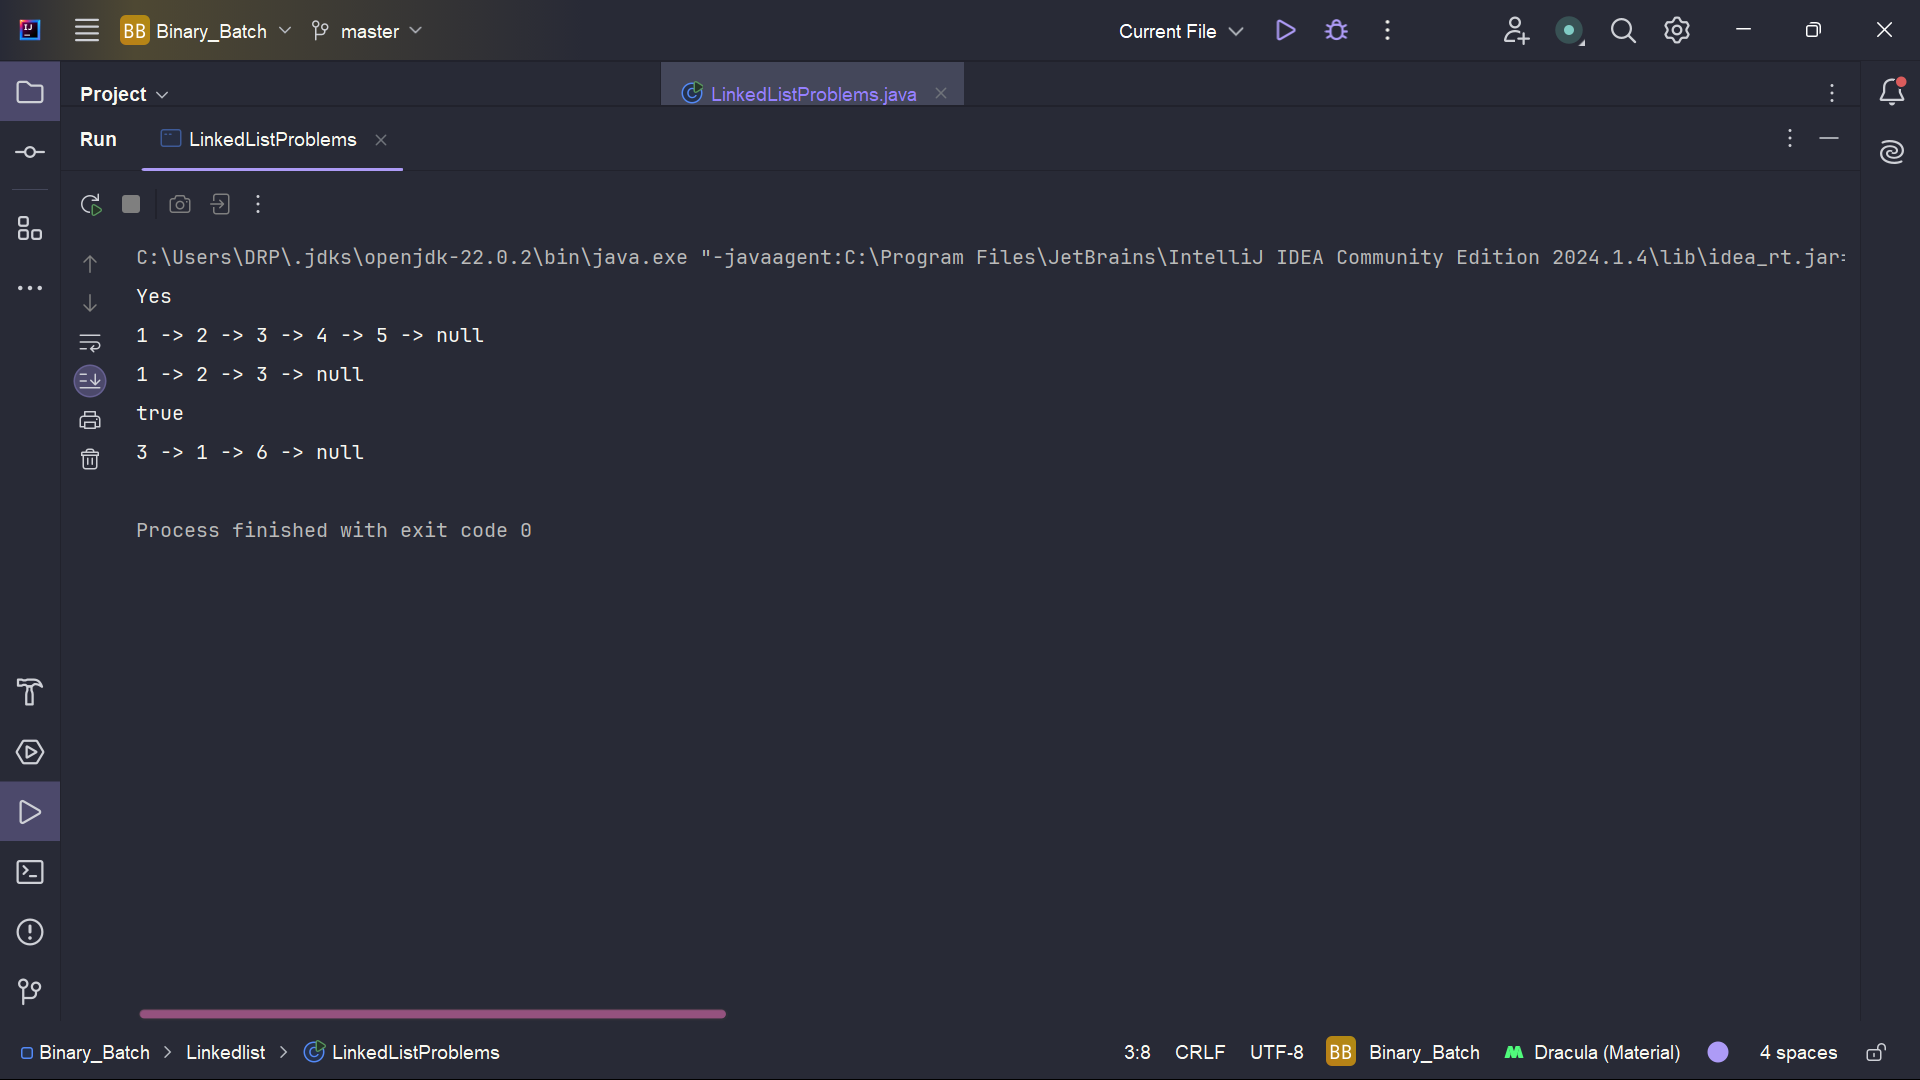 BB Binary_Batch master Current File
Project LinkedListProblems.java
Run LinkedListProblems
C:\Users\DRP\.jdks\openjdk-22.0.2\bin\java.exe "-javaagent:C:\Program Files\JetBrains\IntelliJ IDEA Community Edition 2024.1.4\lib\idea_rt.jar=
Yes
1 -> 2 -> 3 -> 4 -> 5 -> null
1 -> 2 -> 3 -> null
true
3 -> 1 -> 6 -> null
Process finished with exit code 0
Binary_Batch > Linkedlist > LinkedListProblems 3:8 CRLF UTF-8 BB Binary_Batch Dracula (Material) 4 spaces